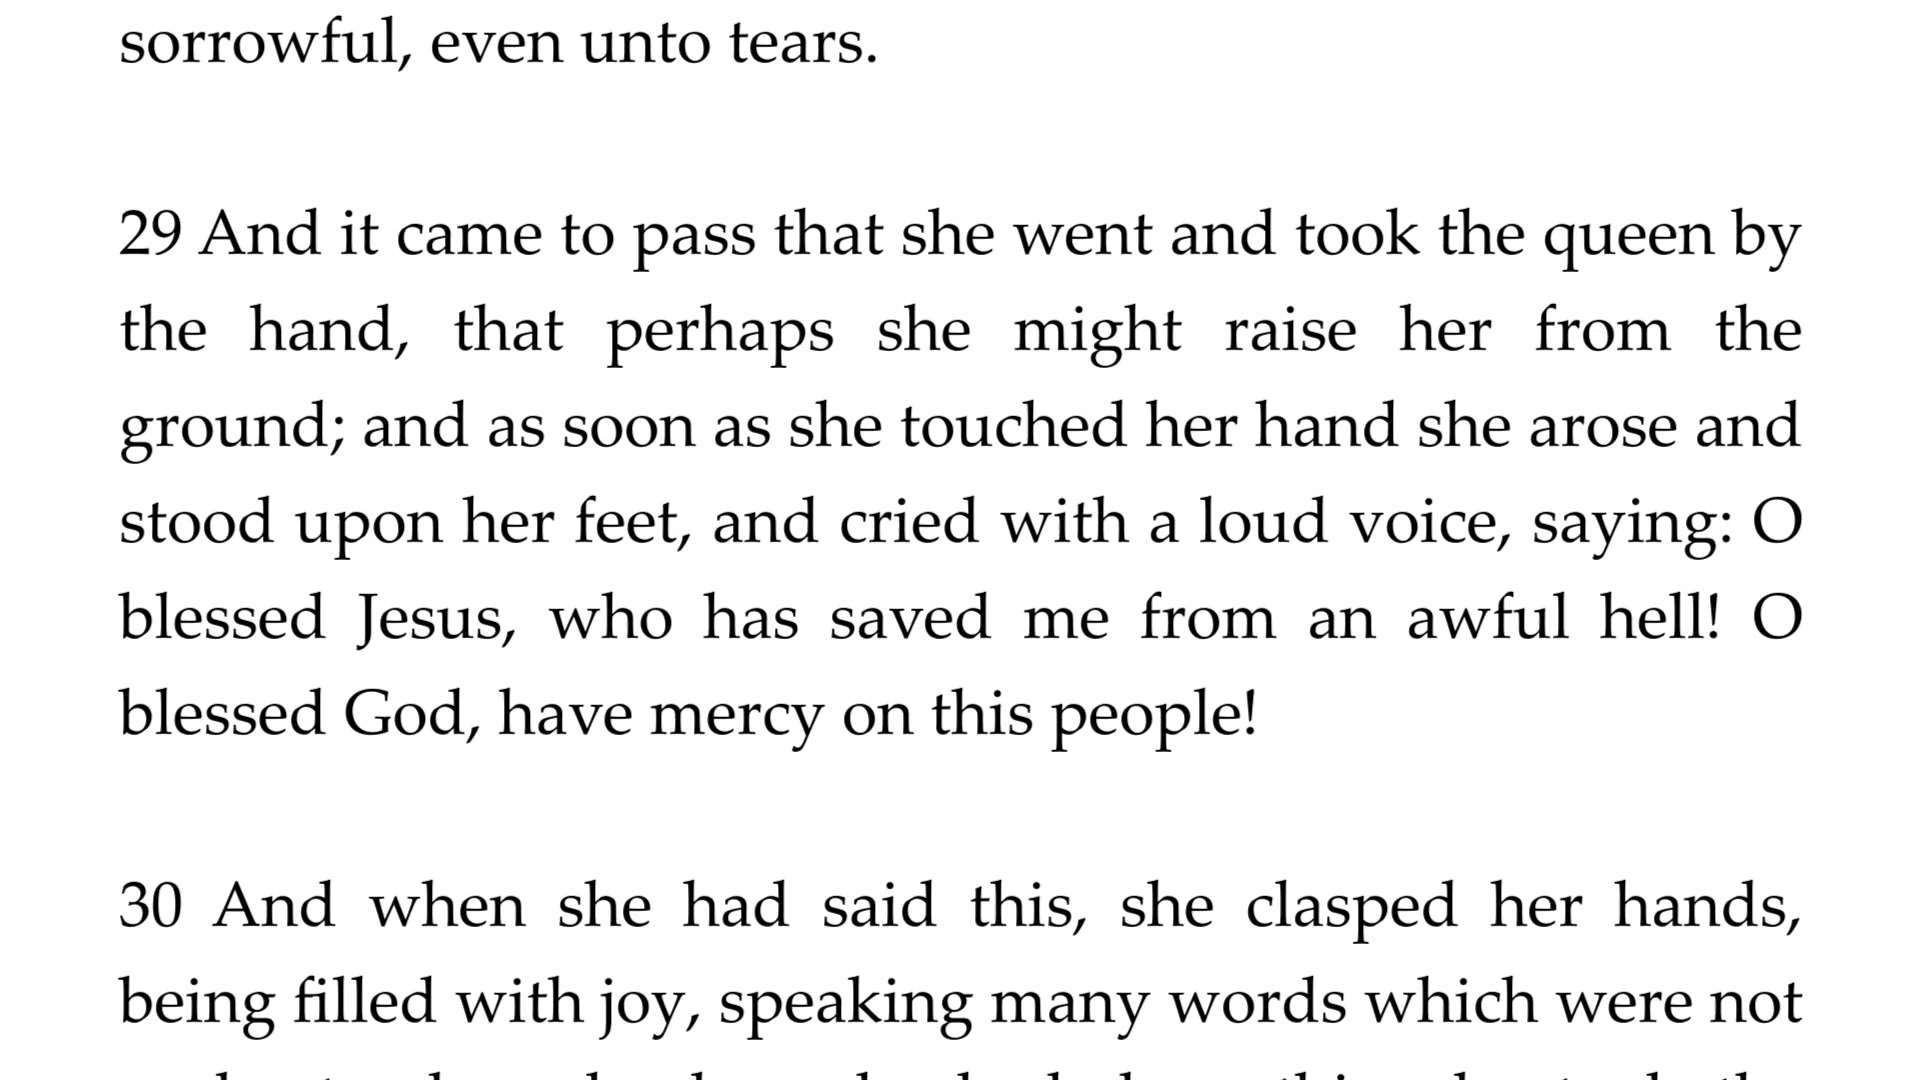 sorrowful, even unto tears.
29 And it came to pass that she went and took the queen by
the hand, that perhaps she might raise her from the
ground; and as soon as she touched her hand she arose and
stood upon her feet, and cried with a loud voice, saying: O
blessed Jesus, who has saved me from an awful hell! O
blessed God, have mercy on this people!
30 And when she had said this, she clasped her hands,
being filled with joy, speaking many words which were not